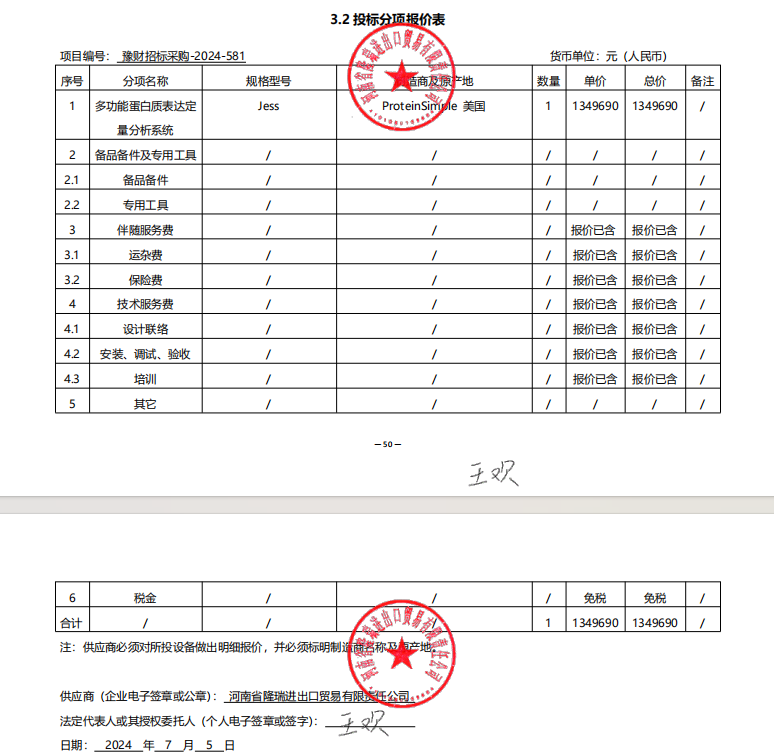 3.2 投标分项报价表
项目编号： 豫财招标采购-2024-581 货币单位：元（人民币）
序号 分项名称 规格型号 造商及原产地 数量 单价 总价 备注
1 多功能蛋白质表达定量分析系统 Jess ProteinSimple 美国 1 1349690 1349690 /
2 备品备件及专用工具 / / / / / /
2.1 备品备件 / / / / / /
2.2 专用工具 / / / / / /
3 伴随服务费 / / / 报价已含 报价已含 /
3.1 运杂费 / / / 报价已含 报价已含 /
3.2 保险费 / / / 报价已含 报价已含 /
4 技术服务费 / / / 报价已含 报价已含 /
4.1 设计联络 / / / 报价已含 报价已含 /
4.2 安装、调试、验收 / / / 报价已含 报价已含 /
4.3 培训 / / / 报价已含 报价已含 /
5 其它 / / / / / /
—50—
王欢
6 税金 / / / 免税 免税 /
合计 / / / 1 1349690 1349690 /
注：供应商必须对所投设备做出明细报价，并必须标明制造商名称及原产地。
供应商（企业电子签章或公章）： 河南省隆瑞进出口贸易有限责任公司
法定代表人或其授权委托人（个人电子签章或签字）： 王欢
日期： 2024 年 7 月 5 日